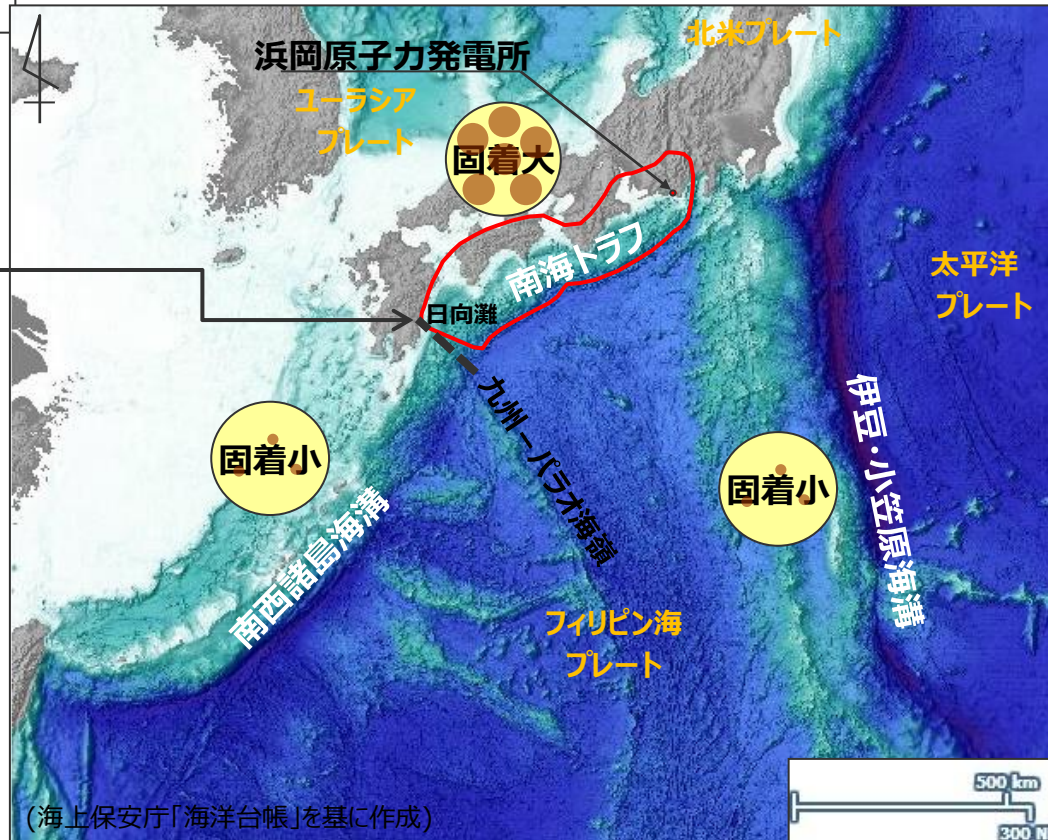 北米プレート
浜岡原子力発電所
ユーラシア
プレート
固着大
南海トラフ
太平洋
プレート
日向灘
九州－パラオ海嶺
伊豆・小笠原海溝
固着小
固着小
南西諸島海溝
フィリピン海
プレート
(海上保安庁「海洋台帳」を基に作成)
500 km